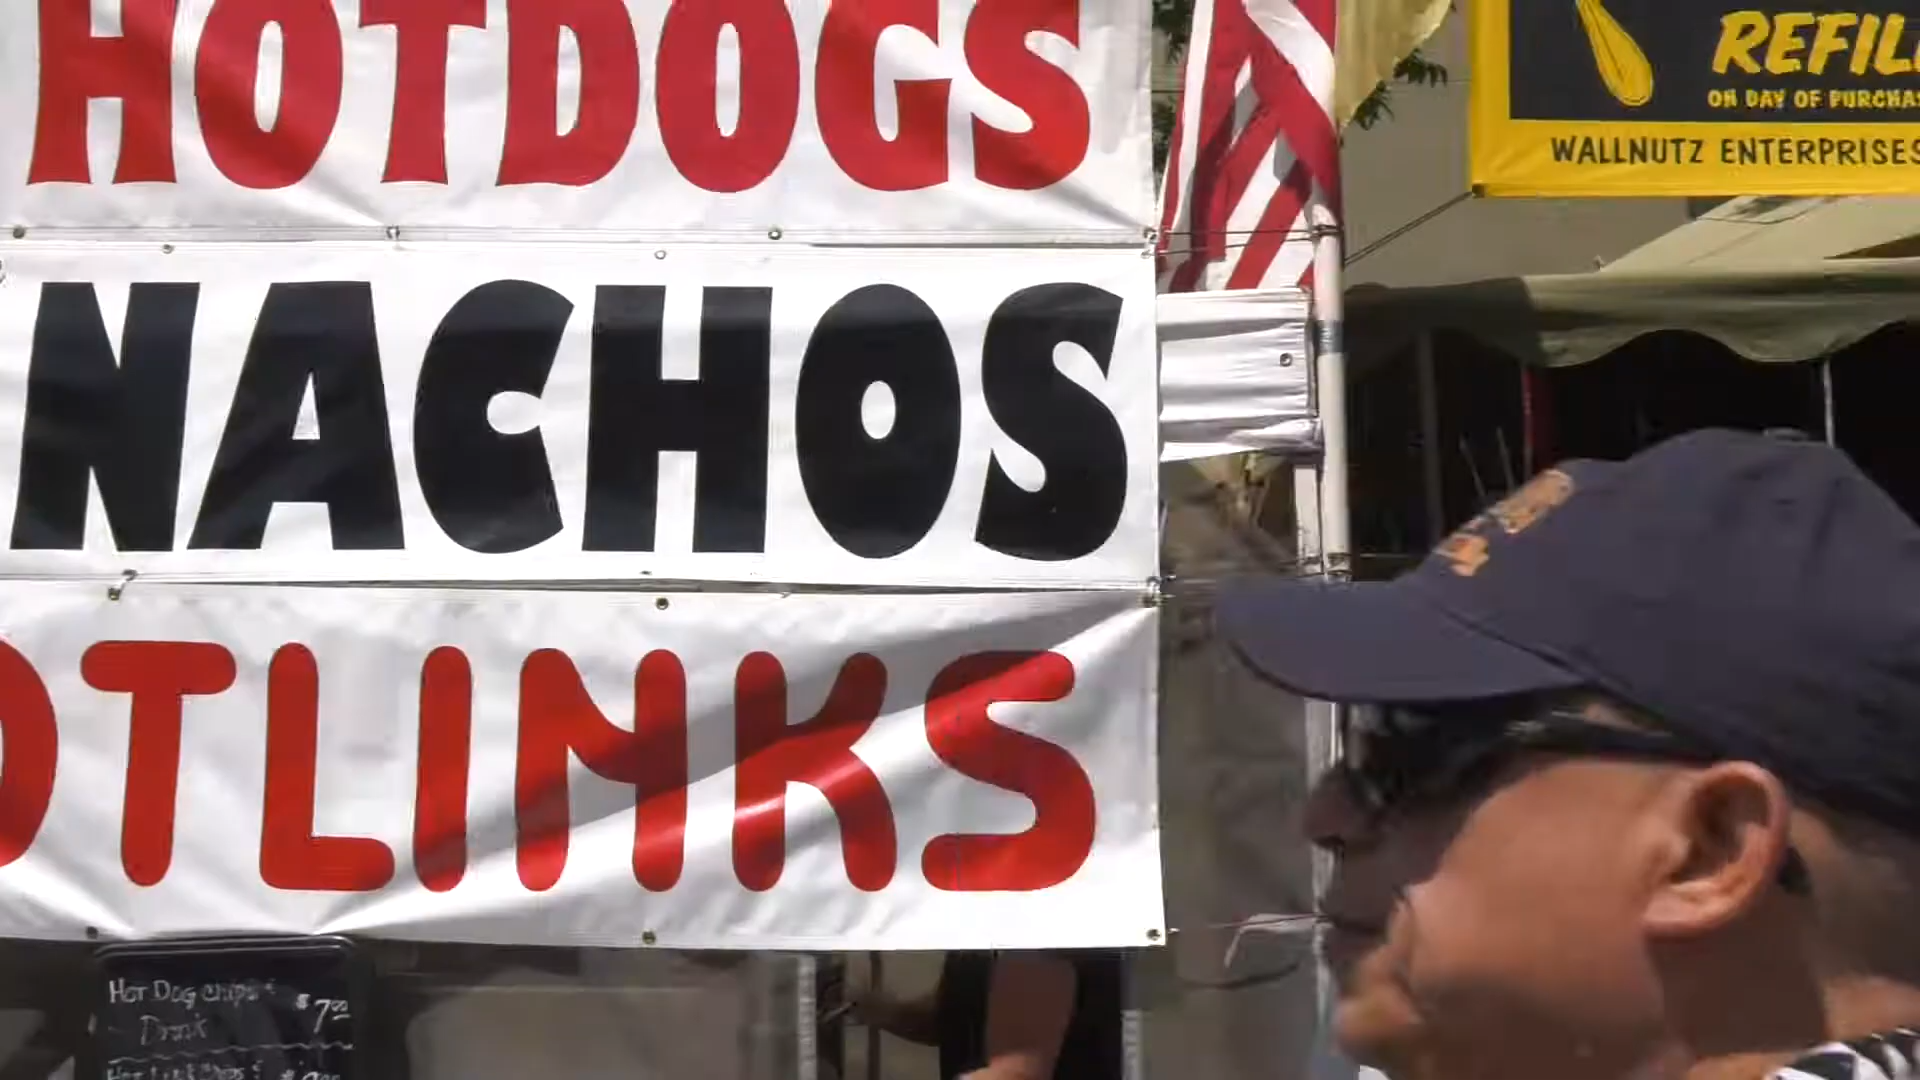 HOTDOGS
NACHOS
OTLINKS
REFIL
ON DAY OF PURCHAS
WALLNUTZ ENTERPRISES
HOT DOG CHIPS &
DRINK
$7.00